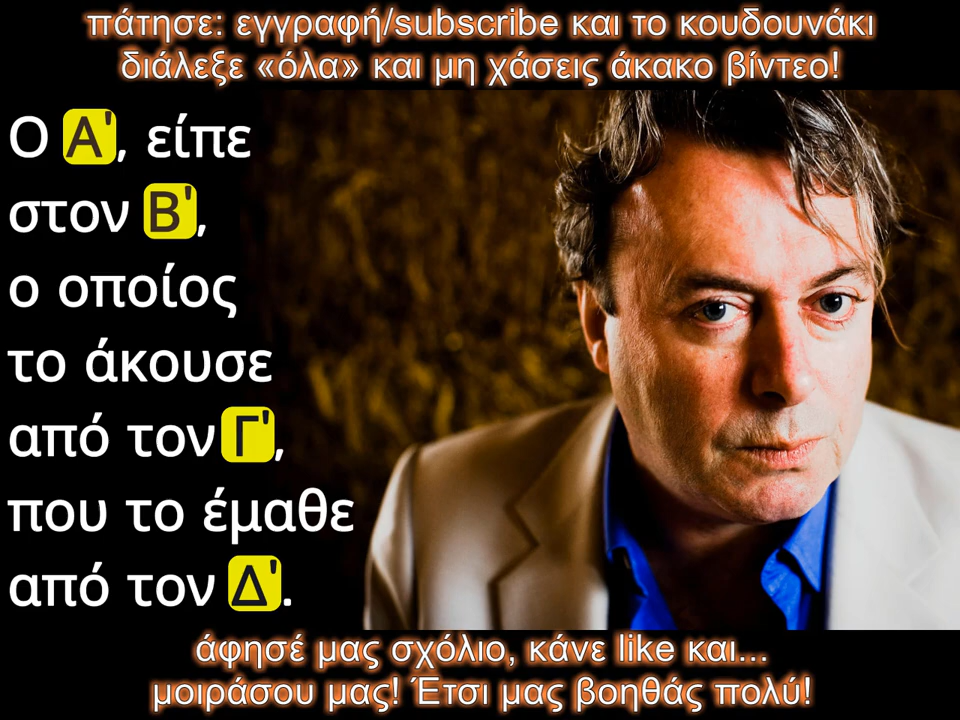 πάτησε: εγγραφή/subscribe και το κουδουνάκι
διάλεξε «όλα» και μη χάσεις άκακο βίντεο!
Ο Α', είπε
στον Β',
ο οποίος
το άκουσε
από τον Γ',
που το έμαθε
από τον Δ'.
άφησέ μας σχόλιο, κάνε like και...
μοιράσου μας! Έτσι μας βοηθάς πολύ!